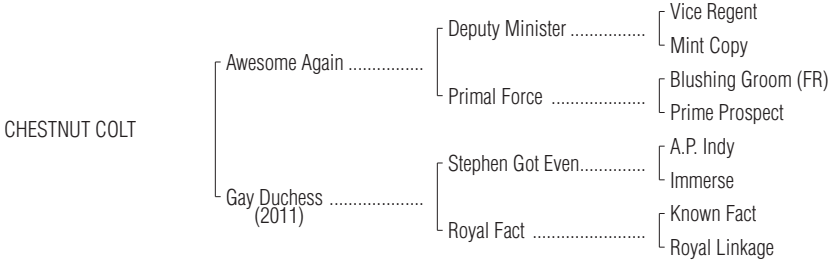 Vice Regent
Deputy Minister ................
Mint Copy
Awesome Again ................
Blushing Groom (FR)
Primal Force ....................
Prime Prospect
CHESTNUT COLT
A.P. Indy
Stephen Got Even..............
Immerse
Gay Duchess ....................
(2011)
Known Fact
Royal Fact ........................
Royal Linkage